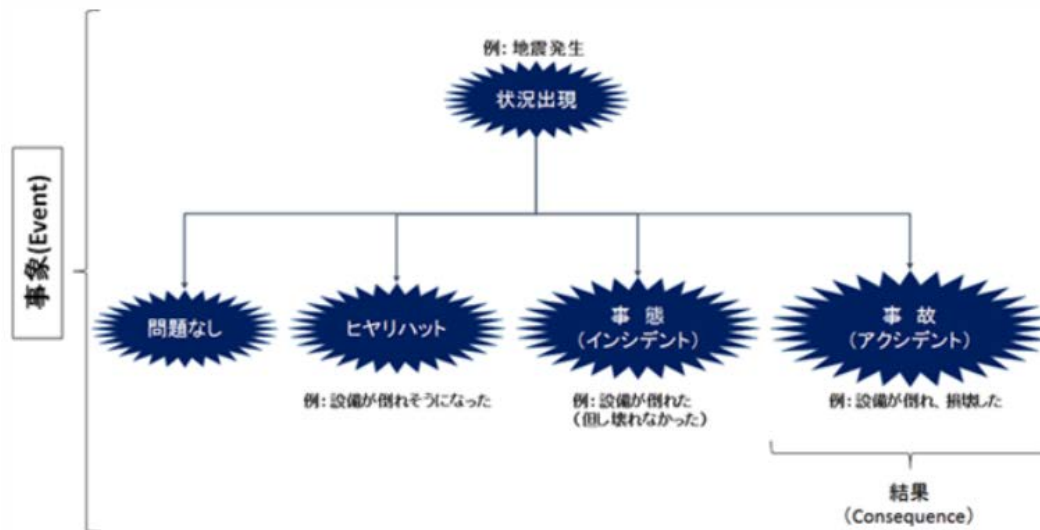 例：地震発生
状況出現
事象(Event)
問題なし
ヒヤリハット
事 態
（インシデント）
事 故
（アクシデント）
例：設備が倒れそうになった
例：設備が倒れた
（但し壊れなかった）
例：設備が倒れ、損壊した
結果
（Consequence）